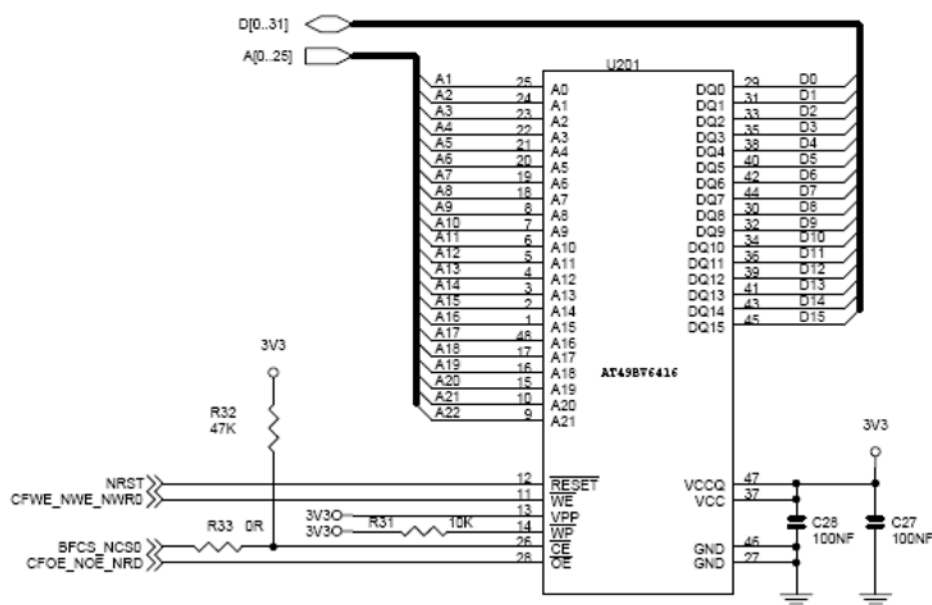 D[0..31]
A[0..25]
U201
A1 25 A0 DQ0 29 D0
A2 24 A1 DQ1 31 D1
A3 23 A2 DQ2 33 D2
A4 22 A3 DQ3 35 D3
A5 21 A4 DQ4 38 D4
A6 20 A5 DQ5 40 D5
A7 19 A6 DQ6 42 D6
A8 18 A7 DQ7 44 D7
A9 8 A8 DQ8 30 D8
A10 7 A9 DQ9 32 D9
A11 6 A10 DQ10 34 D10
A12 5 A11 DQ11 36 D11
A13 4 A12 DQ12 39 D12
A14 3 A13 DQ13 41 D13
A15 2 A14 DQ14 43 D14
A16 1 A15 DQ15 45 D15
A17 48 A16
A18 17 A17
A19 16 A18 AT49BV6416
A20 15 A19
A21 10 A20
A22 9 A21
3V3
R32
47K
3V3
NRST 12 RESET VCCQ 47
CFWE_NWE_NWR0 11 WE VCC 37
3V3 13 VPP
3V3 R31 10K 14 WP
C28
100NF
C27
100NF
R33 0R
BFCS_NCS0 26 CE GND 46
CFOE_NOE_NRD 28 OE GND 27